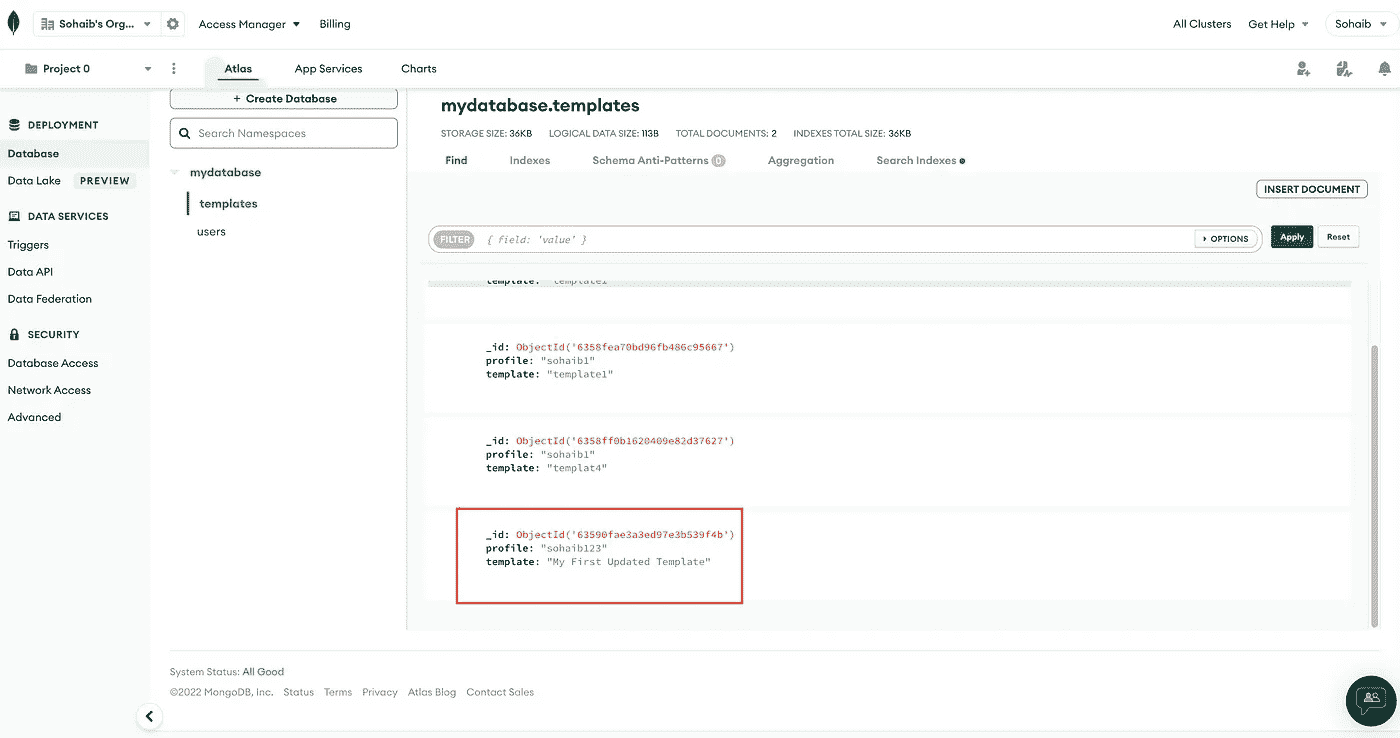 Sohaib's Org... Access Manager Billing All Clusters Get Help Sohaib
Project 0 Atlas App Services Charts
DEPLOYMENT
Database
Data Lake PREVIEW
DATA SERVICES
Triggers
Data API
Data Federation
SECURITY
Database Access
Network Access
Advanced
+ Create Database
Search Namespaces
mydatabase
templates
users
mydatabase.templates
STORAGE SIZE: 36KB LOGICAL DATA SIZE: 113B TOTAL DOCUMENTS: 2 INDEXES TOTAL SIZE: 36KB
Find Indexes Schema Anti-Patterns 0 Aggregation Search Indexes
INSERT DOCUMENT
FILTER { field: 'value' } OPTIONS Apply Reset
template: "template1"
_id: ObjectId('6358fea70bd96fb486c95667')
profile: "sohaib1"
template: "template1"
_id: ObjectId('6358ff0b1620409e82d37627')
profile: "sohaib1"
template: "templat4"
_id: ObjectId('63590fae3a3ed97e3b539f4b')
profile: "sohaib123"
template: "My First Updated Template"
System Status: All Good
©2022 MongoDB, Inc. Status Terms Privacy Atlas Blog Contact Sales